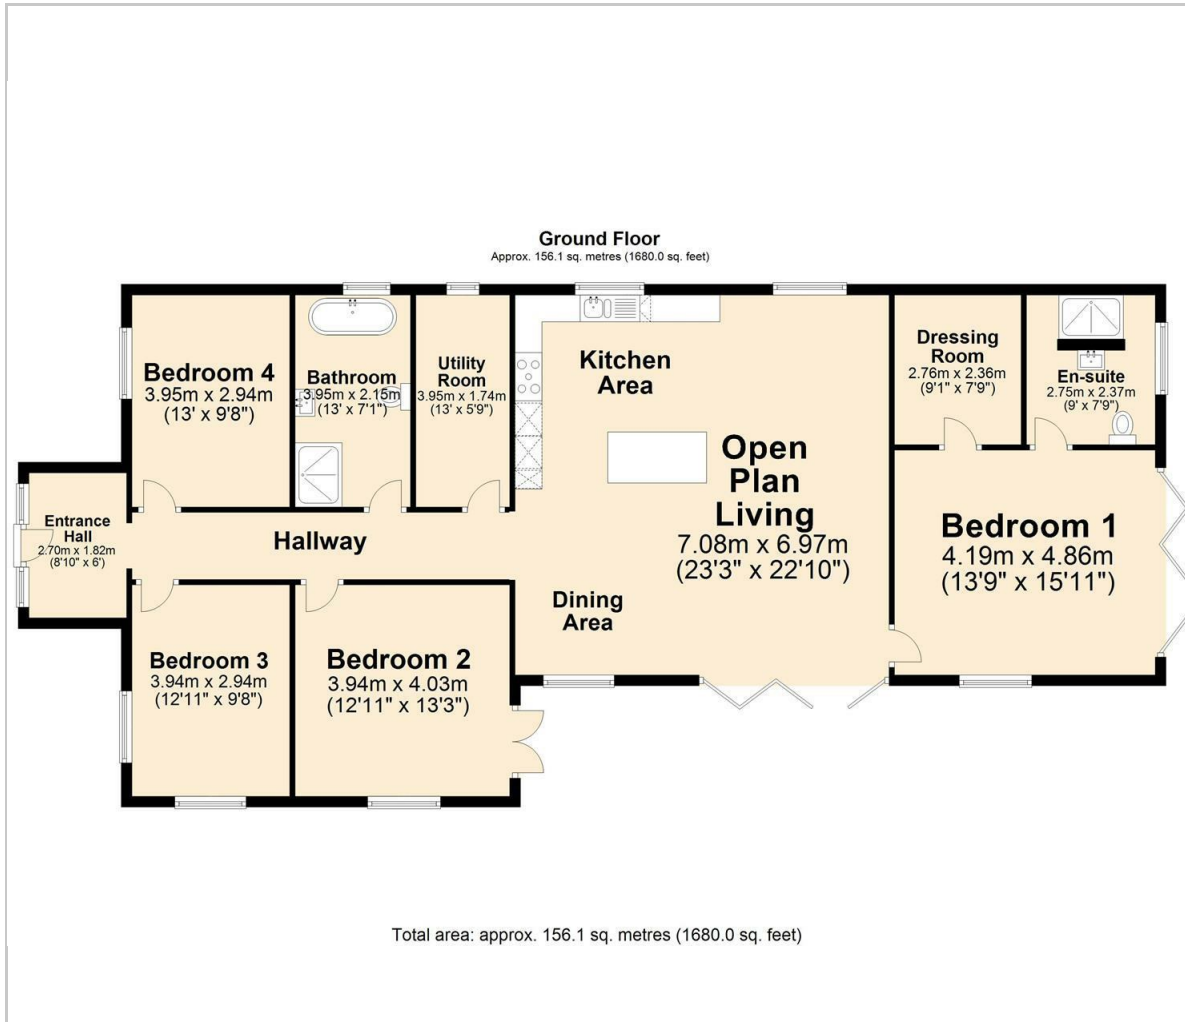 Ground Floor
Approx. 156.1 sq. metres (1680.0 sq. feet)
Bedroom 4
3.95m x 2.94m
(13' x 9'8")
Bathroom
3.95m x 2.15m
(13' x 7'1")
Utility
Room
3.95m x 1.74m
(13' x 5'9")
Kitchen
Area
Open
Plan
Living
7.08m x 6.97m
(23'3" x 22'10")
Dressing
Room
2.76m x 2.36m
(9'1" x 7'9")
En-suite
2.75m x 2.37m
(9' x 7'9")
Entrance
Hall
2.70m x 1.82m
(8'10" x 6')
Hallway
Bedroom 1
4.19m x 4.86m
(13'9" x 15'11")
Dining
Area
Bedroom 3
3.94m x 2.94m
(12'11" x 9'8")
Bedroom 2
3.94m x 4.03m
(12'11" x 13'3")
Total area: approx. 156.1 sq. metres (1680.0 sq. feet)